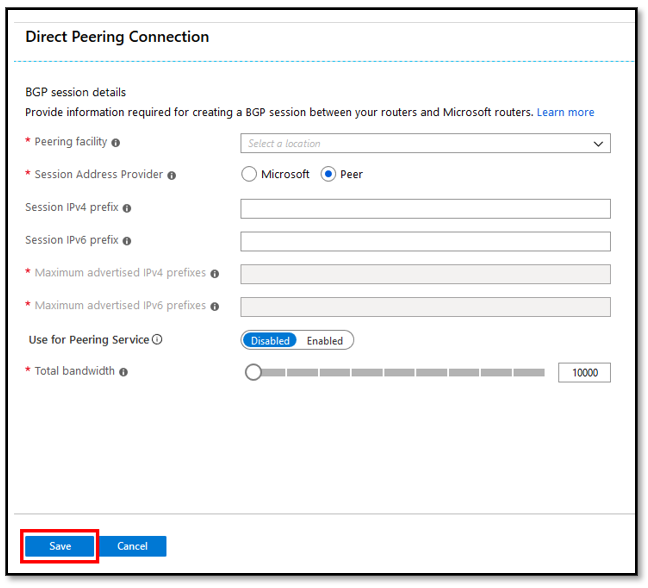 Direct Peering Connection
BGP session details
Provide information required for creating a BGP session between your routers and Microsoft routers. Learn more
* Peering facility
Select a location
* Session Address Provider
Microsoft Peer
Session IPv4 prefix
Session IPv6 prefix
* Maximum advertised IPv4 prefixes
* Maximum advertised IPv6 prefixes
Use for Peering Service
Disabled Enabled
* Total bandwidth
10000
Save Cancel